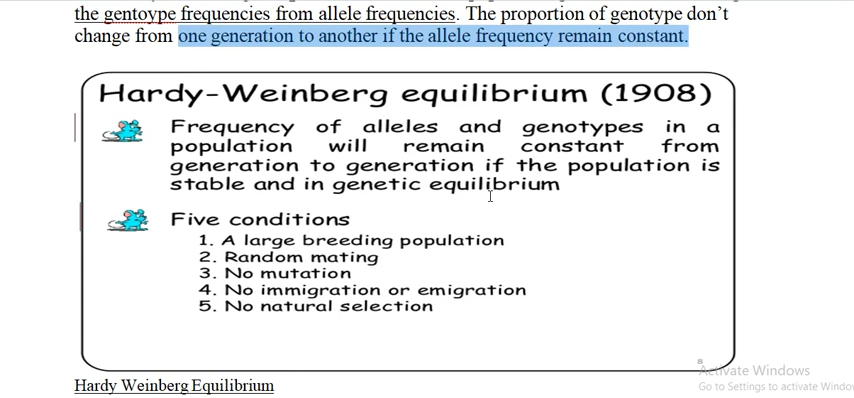 the gentoype frequencies from allele frequencies. The proportion of genotype don't
change from one generation to another if the allele frequency remain constant.
Hardy-Weinberg equilibrium (1908)
Frequency of alleles and genotypes in a
population will remain constant from
generation to generation if the population is
stable and in genetic equilibrium
Five conditions
1. A large breeding population
2. Random mating
3. No mutation
4. No immigration or emigration
5. No natural selection
8
Activate Windows
Go to Settings to activate Windo
Hardy Weinberg Equilibrium